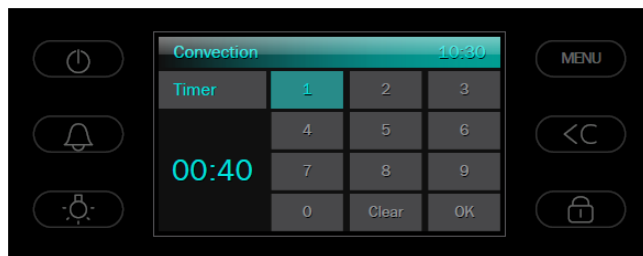 Convection 10:30 MENU
Timer 1 2 3
4 5 6 <C
00:40 7 8 9
0 Clear OK